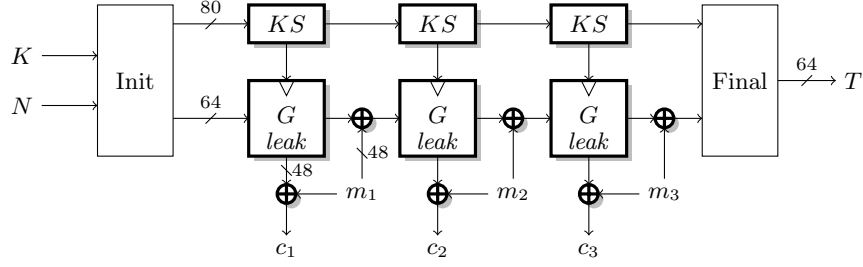 80
KS KS KS
K
N
Init
64
G
leak
G
leak
G
leak
Final
64
T
48
48
m₁ m₂ m₃
c₁ c₂ c₃